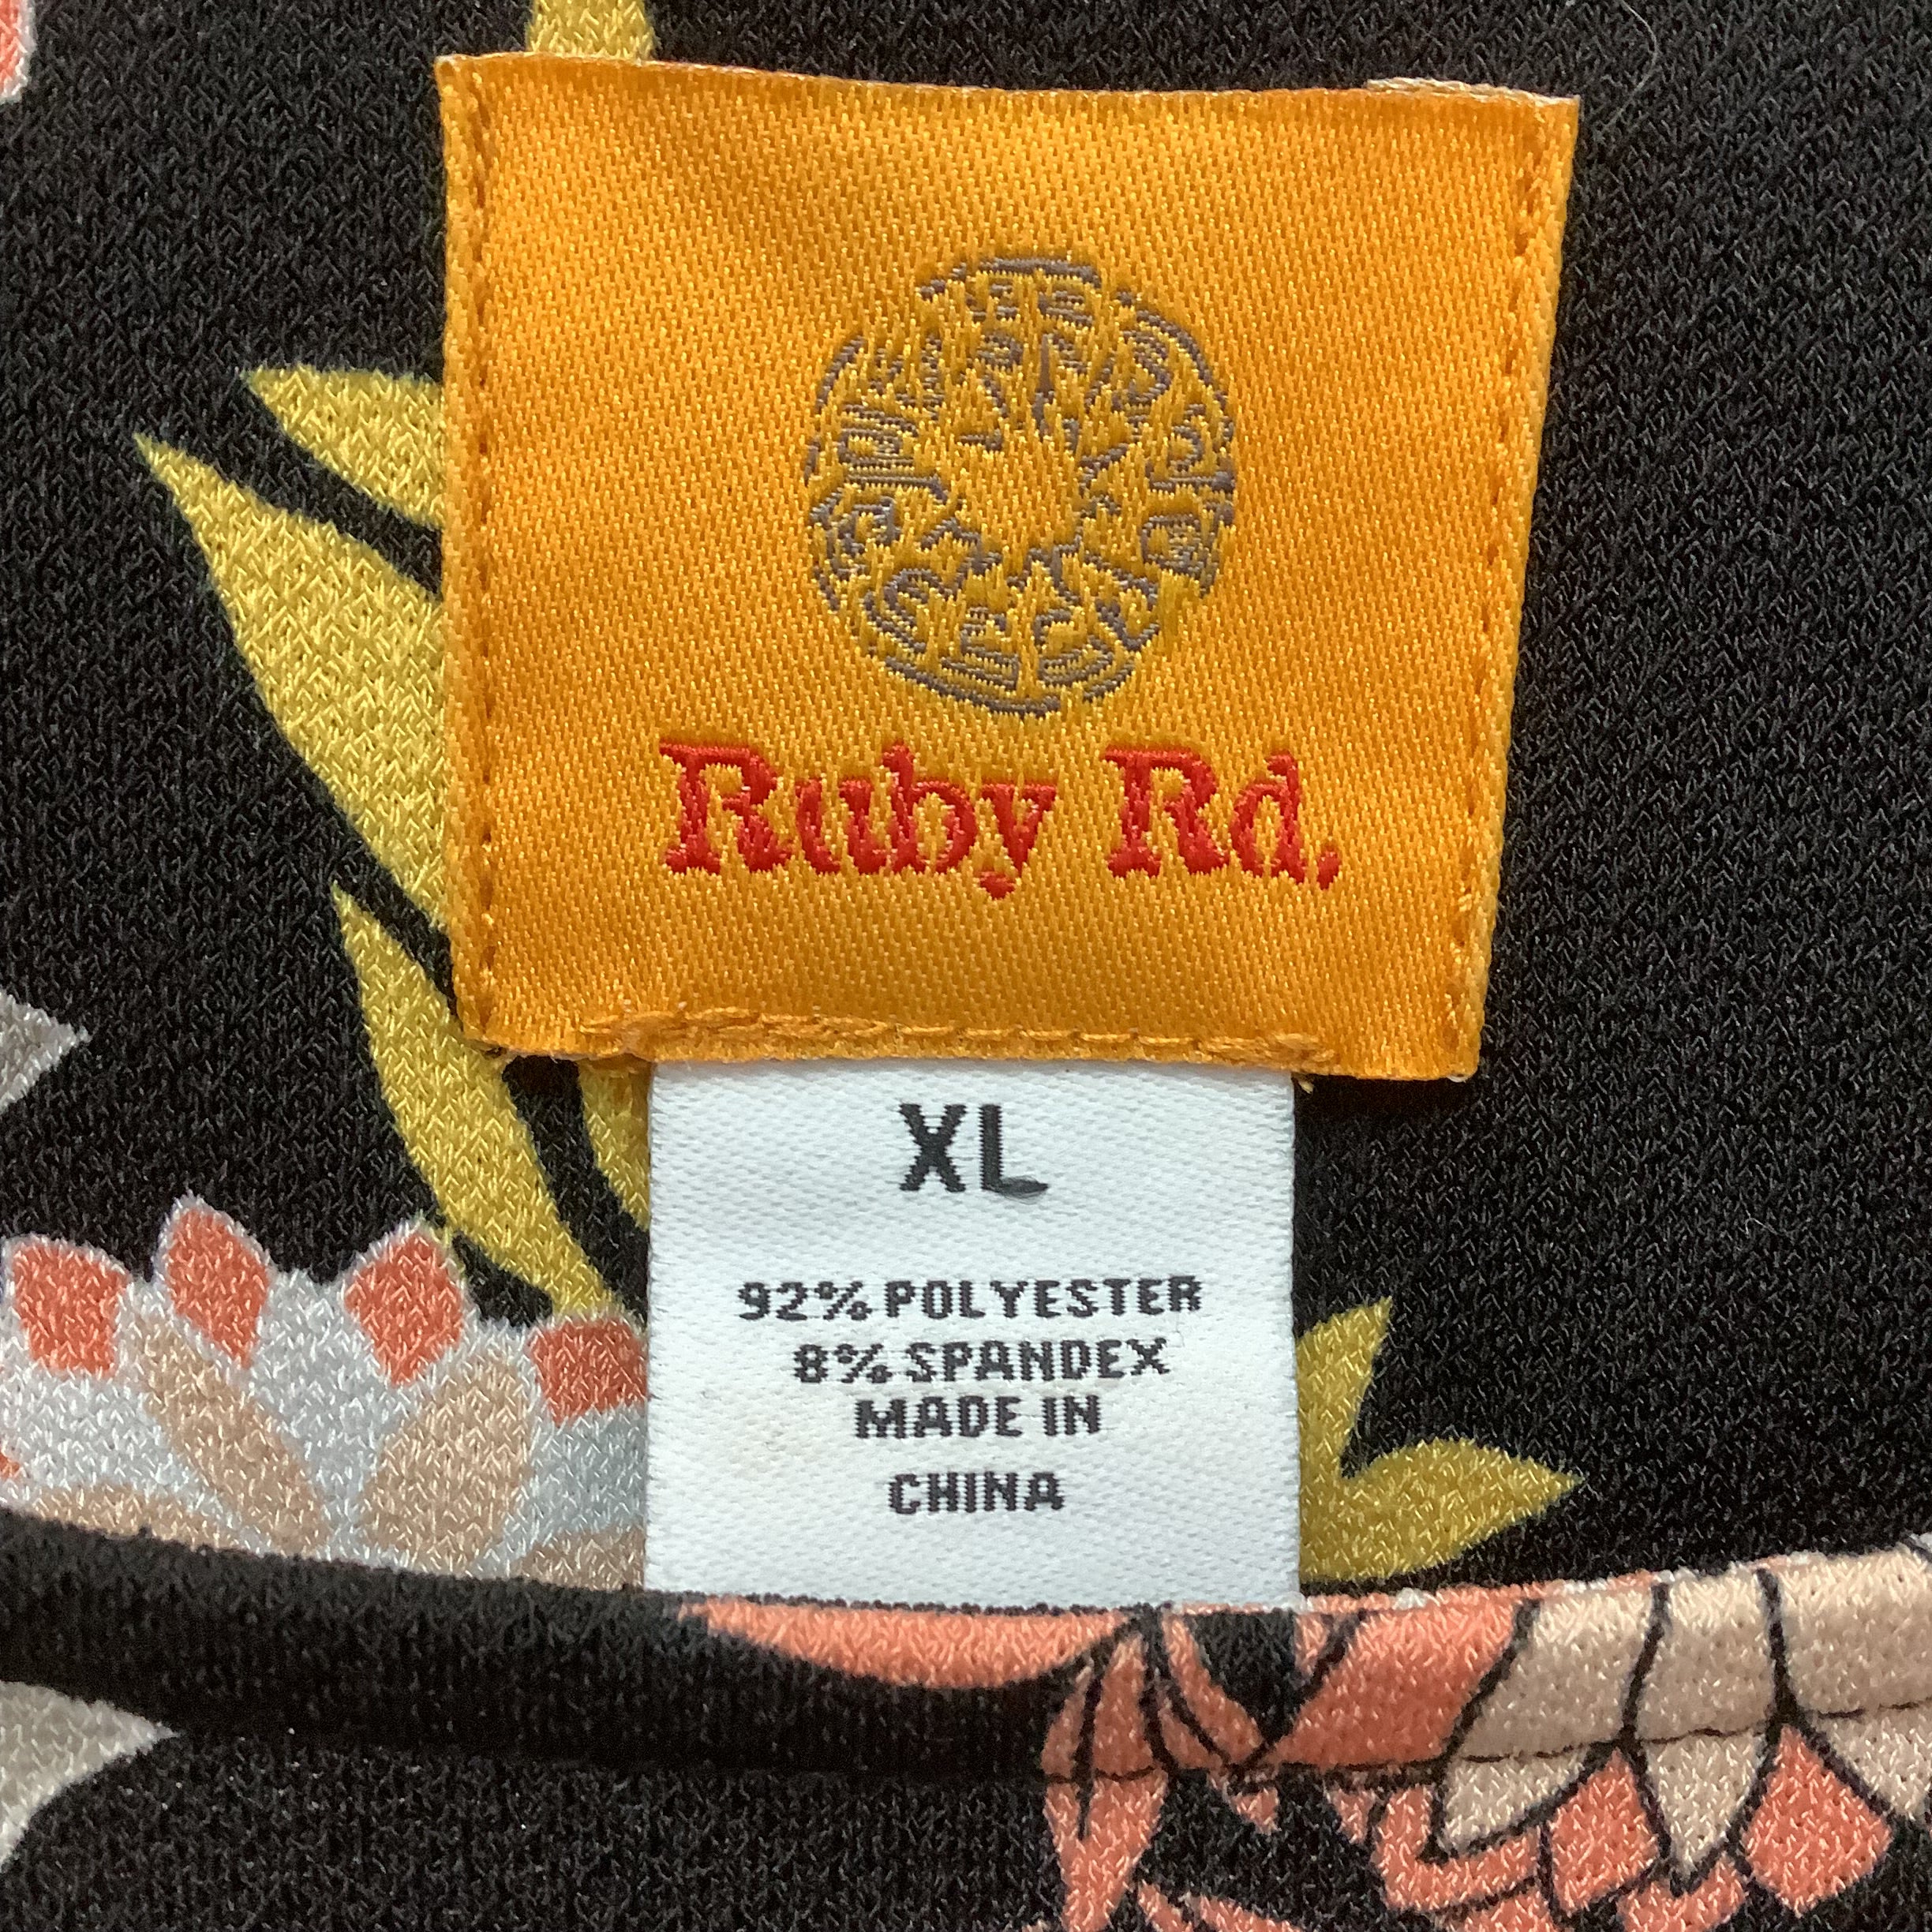 Ruby Rd.
XL
92% POLYESTER
8% SPANDEX
MADE IN
CHINA